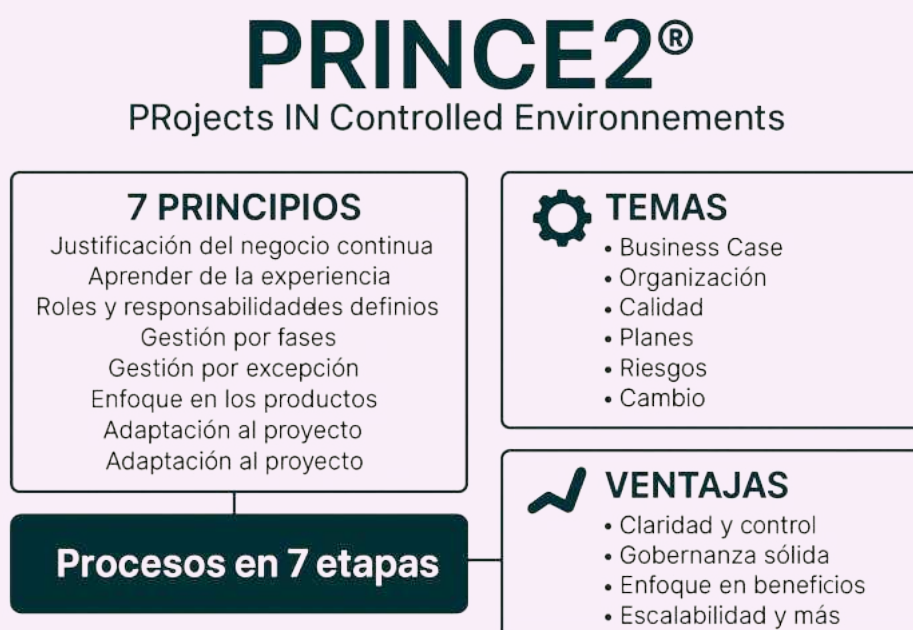 PRINCE2®
PRojects IN Controlled Environnements
7 PRINCIPIOS
Justificación del negocio continua
Aprender de la experiencia
Roles y responsabilidadedes definios
Gestión por fases
Gestión por excepción
Enfoque en los productos
Adaptación al proyecto
Adaptación al proyecto
Procesos en 7 etapas
TEMAS
• Business Case
• Organización
• Calidad
• Planes
• Riesgos
• Cambio
VENTAJAS
• Claridad y control
• Gobernanza sólida
• Enfoque en beneficios
• Escalabilidad y más